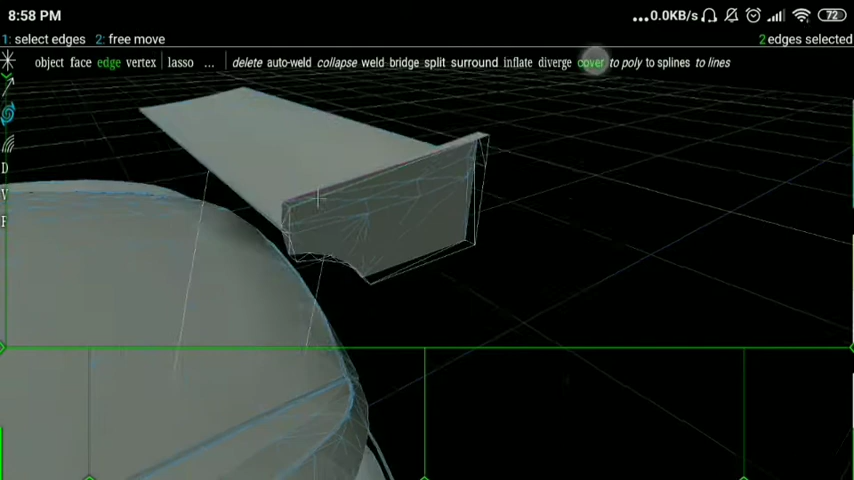 8:58 PM ...0.0KB/s 72
1: select edges 2: free move 2 edges selected
object face edge vertex lasso ... delete auto-weld collapse weld bridge split surround inflate diverge cover to poly to splines to lines
D
V